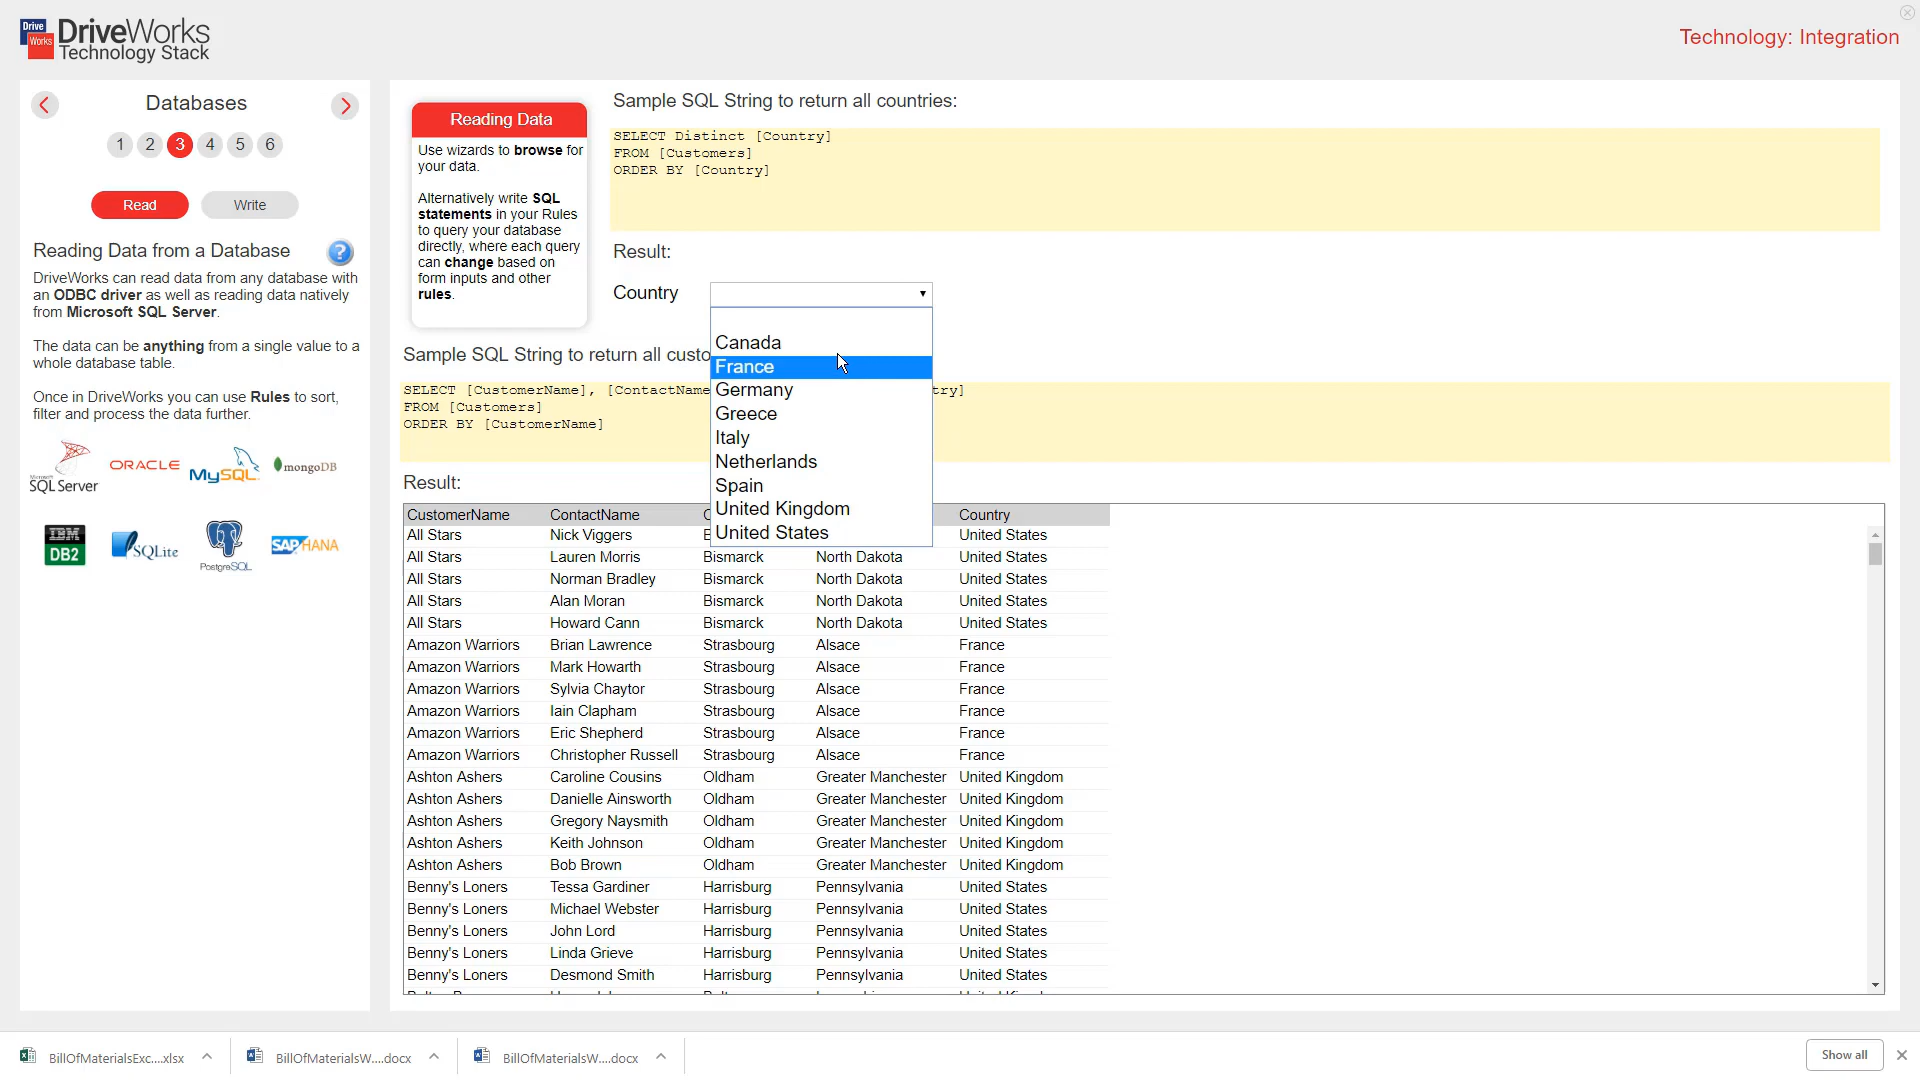 Drive
Works
DriveWorks
Technology Stack
Technology: Integration
Databases
1 2 3 4 5 6
Read Write
Reading Data from a Database
DriveWorks can read data from any database with
an ODBC driver as well as reading data natively
from Microsoft SQL Server.
The data can be anything from a single value to a
whole database table.
Once in DriveWorks you can use Rules to sort,
filter and process the data further.
Microsoft
SQL Server
ORACLE
MySQL
mongoDB
IBM
DB2
SQLite
PostgreSQL
SAP HANA
Reading Data
Use wizards to browse for
your data.
Alternatively write SQL
statements in your Rules
to query your database
directly, where each query
can change based on
form inputs and other
rules.
Sample SQL String to return all countries:
SELECT Distinct [Country]
FROM [Customers]
ORDER BY [Country]
Result:
Country
Canada
France
Germany
Greece
Italy
Netherlands
Spain
United Kingdom
United States
Sample SQL String to return all custo
SELECT [CustomerName], [ContactName try]
FROM [Customers]
ORDER BY [CustomerName]
Result:
CustomerName ContactName Country
All Stars Nick Viggers United States
All Stars Lauren Morris Bismarck North Dakota United States
All Stars Norman Bradley Bismarck North Dakota United States
All Stars Alan Moran Bismarck North Dakota United States
All Stars Howard Cann Bismarck North Dakota United States
Amazon Warriors Brian Lawrence Strasbourg Alsace France
Amazon Warriors Mark Howarth Strasbourg Alsace France
Amazon Warriors Sylvia Chaytor Strasbourg Alsace France
Amazon Warriors Iain Clapham Strasbourg Alsace France
Amazon Warriors Eric Shepherd Strasbourg Alsace France
Amazon Warriors Christopher Russell Strasbourg Alsace France
Ashton Ashers Caroline Cousins Oldham Greater Manchester United Kingdom
Ashton Ashers Danielle Ainsworth Oldham Greater Manchester United Kingdom
Ashton Ashers Gregory Naysmith Oldham Greater Manchester United Kingdom
Ashton Ashers Keith Johnson Oldham Greater Manchester United Kingdom
Ashton Ashers Bob Brown Oldham Greater Manchester United Kingdom
Benny's Loners Tessa Gardiner Harrisburg Pennsylvania United States
Benny's Loners Michael Webster Harrisburg Pennsylvania United States
Benny's Loners John Lord Harrisburg Pennsylvania United States
Benny's Loners Linda Grieve Harrisburg Pennsylvania United States
Benny's Loners Desmond Smith Harrisburg Pennsylvania United States
BillOfMaterialsExc....xlsx BillOfMaterialsW....docx BillOfMaterialsW....docx Show all